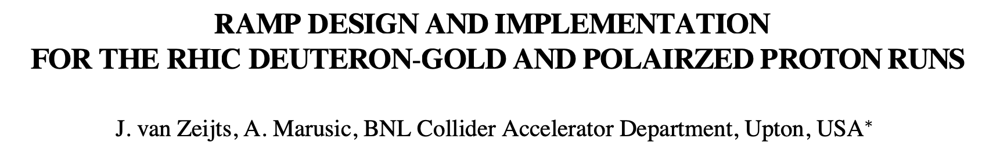 RAMP DESIGN AND IMPLEMENTATION
FOR THE RHIC DEUTERON-GOLD AND POLAIRZED PROTON RUNS
J. van Zeijts, A. Marusic, BNL Collider Accelerator Department, Upton, USA*